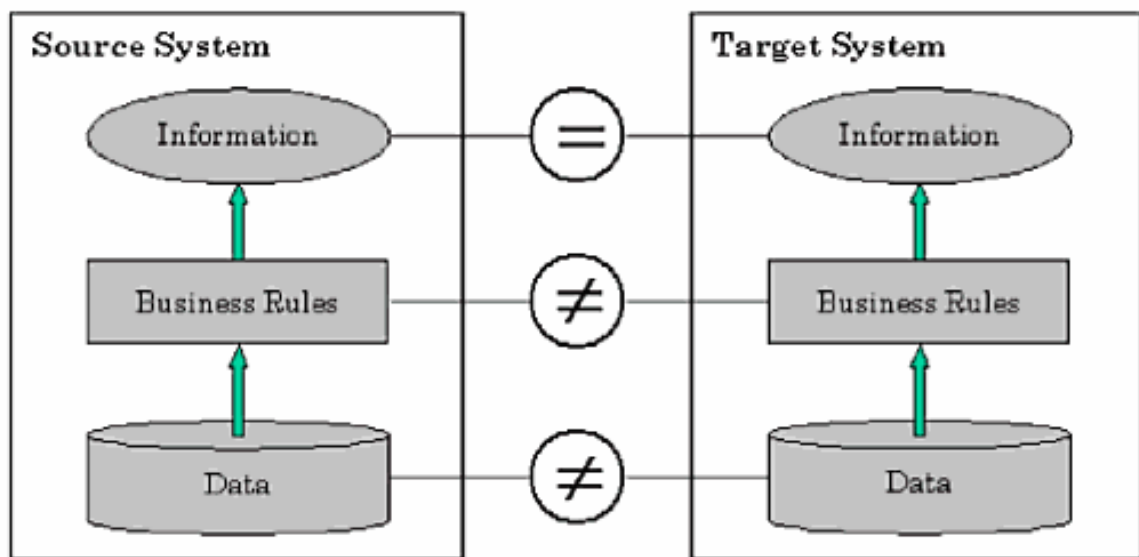 Source System
Target System
Information
=
Information
Business Rules
≠
Business Rules
Data
≠
Data